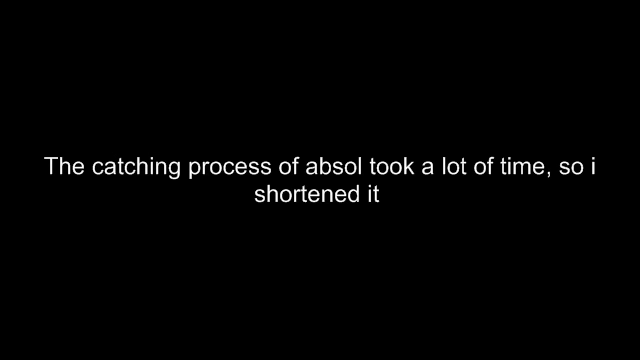 The catching process of absol took a lot of time, so i
shortened it